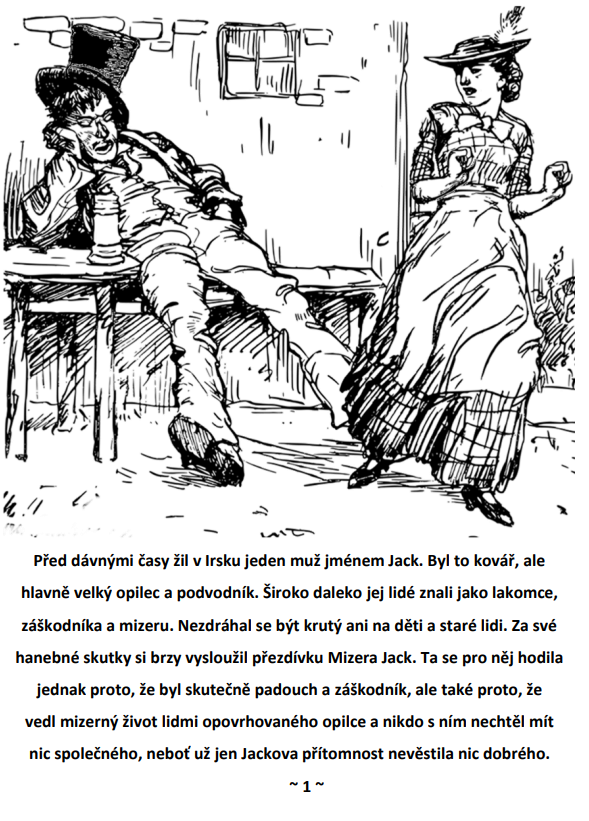 Před dávnými časy žil v Irsku jeden muž jménem Jack. Byl to kovář, ale
hlavně velký opilec a podvodník. Široko daleko jej lidé znali jako lakomce,
záškodníka a mizeru. Nezdráhal se být krutý ani na děti a staré lidi. Za své
hanebné skutky si brzy vysloužil přezdívku Mizera Jack. Ta se pro něj hodila
jednak proto, že byl skutečně padouch a záškodník, ale také proto, že
vedl mizerný život lidmi opovrhovaného opilce a nikdo s ním nechtěl mít
nic společného, neboť už jen Jackova přítomnost nevěstila nic dobrého.
~ 1 ~